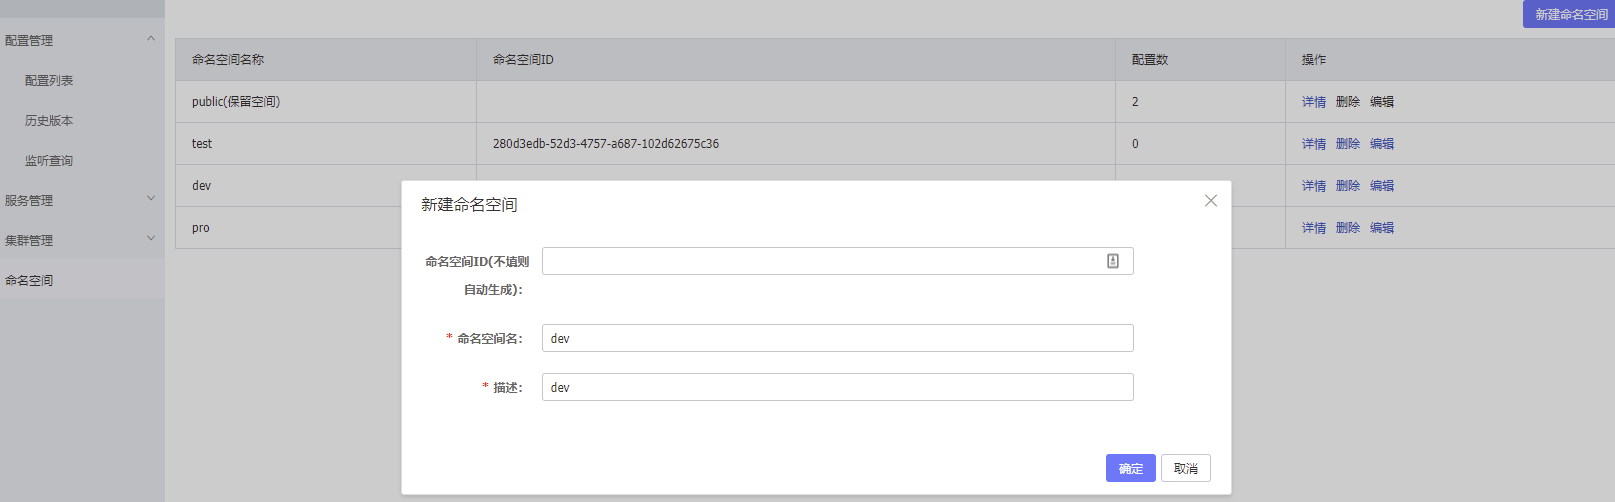 新建命名空间
配置管理
配置列表
历史版本
监听查询
服务管理
集群管理
命名空间
命名空间名称 命名空间ID 配置数 操作
public(保留空间) 2 详情 删除 编辑
test 280d3edb-52d3-4757-a687-102d62675c36 0 详情 删除 编辑
dev 详情 删除 编辑
pro 详情 删除 编辑
新建命名空间
命名空间ID(不填则
自动生成):
* 命名空间名: dev
* 描述: dev
确定 取消